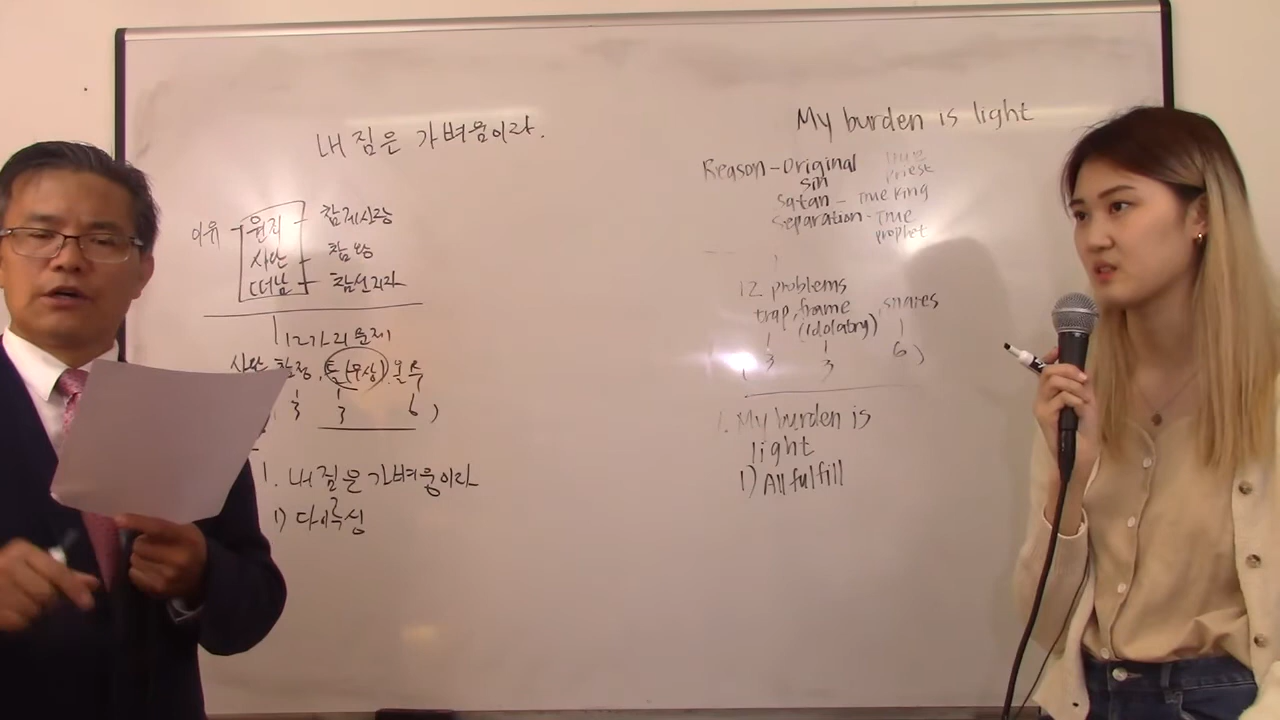 내 짐은 가벼움이라.
이유 - 원죄 - 참제사장
사탄 - 참왕
떠남 - 참선지자
12가지 문제
사탄 함정, 틀(우상), 올무
3 3 6)
1. 내 짐은 가벼움이라
1) 다 이루심
My burden is light
Reason - Original sin True Priest
Satan - True King
Separation - True prophet
12 problems
trap, frame (idolatry), snares
3 3 6)
1. My burden is
light
1) All fulfill